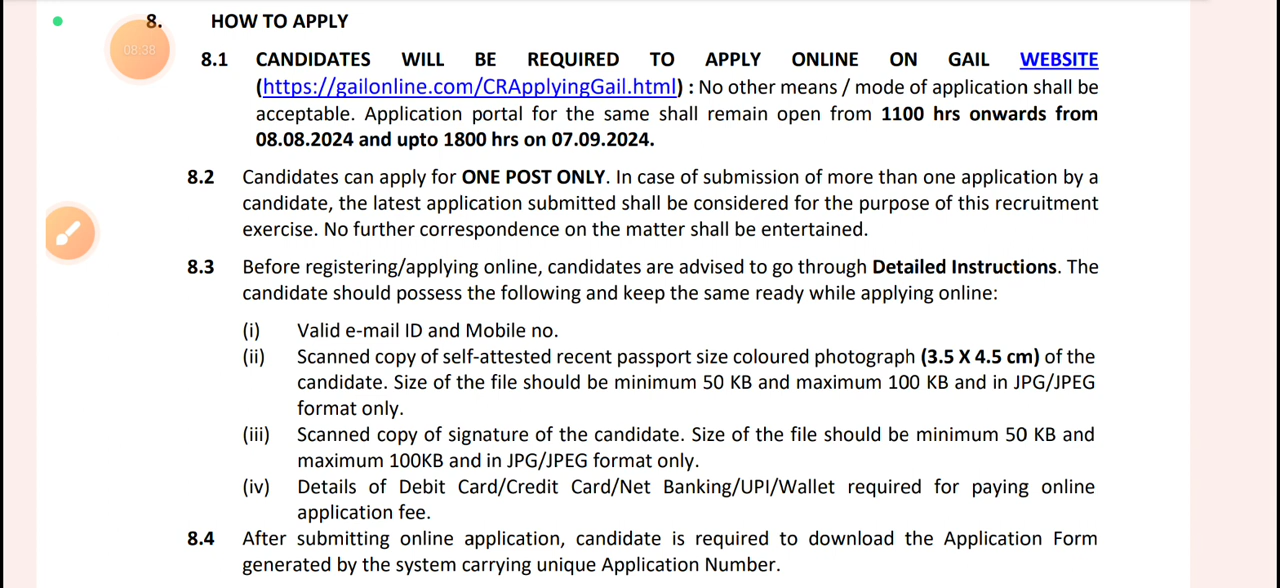 8. HOW TO APPLY
08:38
8.1 CANDIDATES WILL BE REQUIRED TO APPLY ONLINE ON GAIL WEBSITE
(https://gailonline.com/CRApplyingGail.html) : No other means / mode of application shall be
acceptable. Application portal for the same shall remain open from 1100 hrs onwards from
08.08.2024 and upto 1800 hrs on 07.09.2024.
8.2 Candidates can apply for ONE POST ONLY. In case of submission of more than one application by a
candidate, the latest application submitted shall be considered for the purpose of this recruitment
exercise. No further correspondence on the matter shall be entertained.
8.3 Before registering/applying online, candidates are advised to go through Detailed Instructions. The
candidate should possess the following and keep the same ready while applying online:
(i) Valid e-mail ID and Mobile no.
(ii) Scanned copy of self-attested recent passport size coloured photograph (3.5 X 4.5 cm) of the
candidate. Size of the file should be minimum 50 KB and maximum 100 KB and in JPG/JPEG
format only.
(iii) Scanned copy of signature of the candidate. Size of the file should be minimum 50 KB and
maximum 100KB and in JPG/JPEG format only.
(iv) Details of Debit Card/Credit Card/Net Banking/UPI/Wallet required for paying online
application fee.
8.4 After submitting online application, candidate is required to download the Application Form
generated by the system carrying unique Application Number.